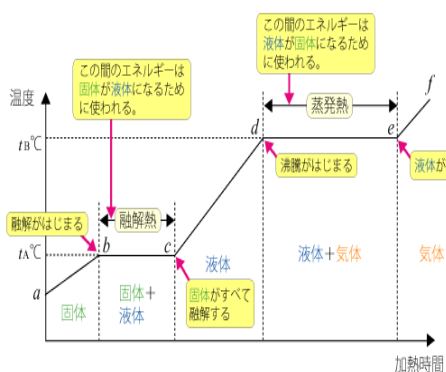 この間のエネルギーは
固体が液体になるため
に使われる。
この間のエネルギーは
液体が固体になるため
に使われる。
温度
蒸発熱
f
tB℃
d
e
沸騰がはじまる
液体が
融解がはじまる
融解熱
b
c
tA℃
a
固体
固体+
液体
液体
固体がすべて
融解する
液体+気体
気体
加熱時間